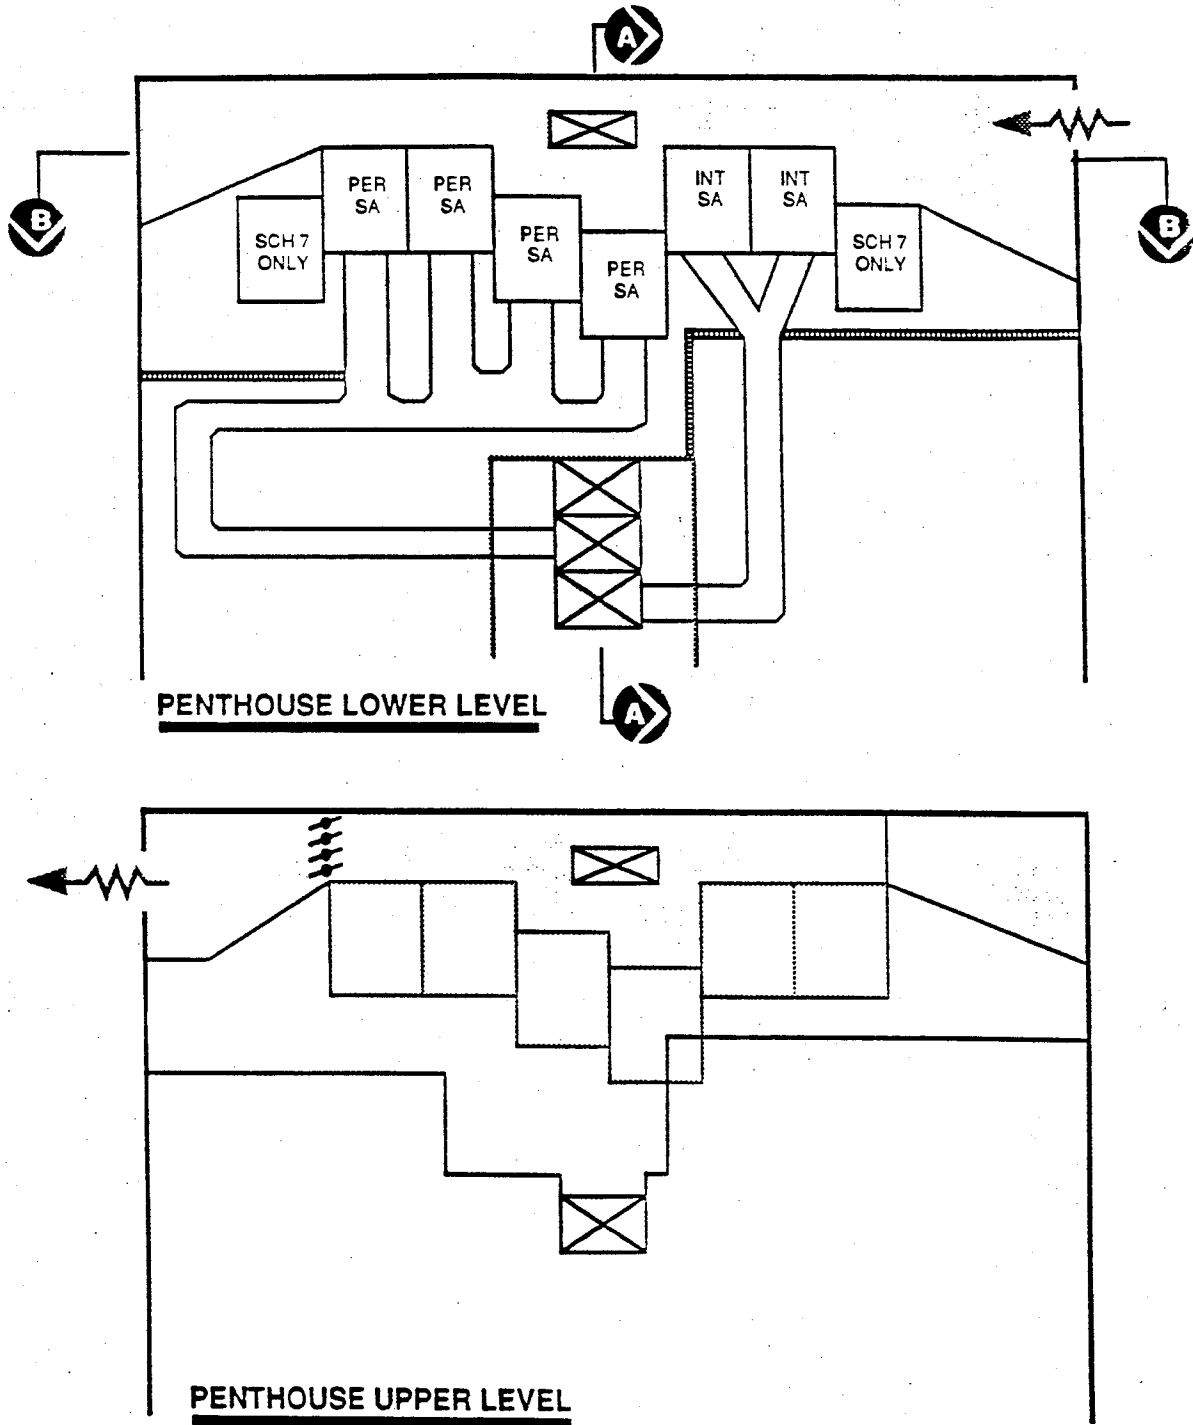 A
B
PER
SA
PER
SA
INT
SA
INT
SA
SCH 7
ONLY
PER
SA
PER
SA
SCH 7
ONLY
B
PENTHOUSE LOWER LEVEL
A
PENTHOUSE UPPER LEVEL